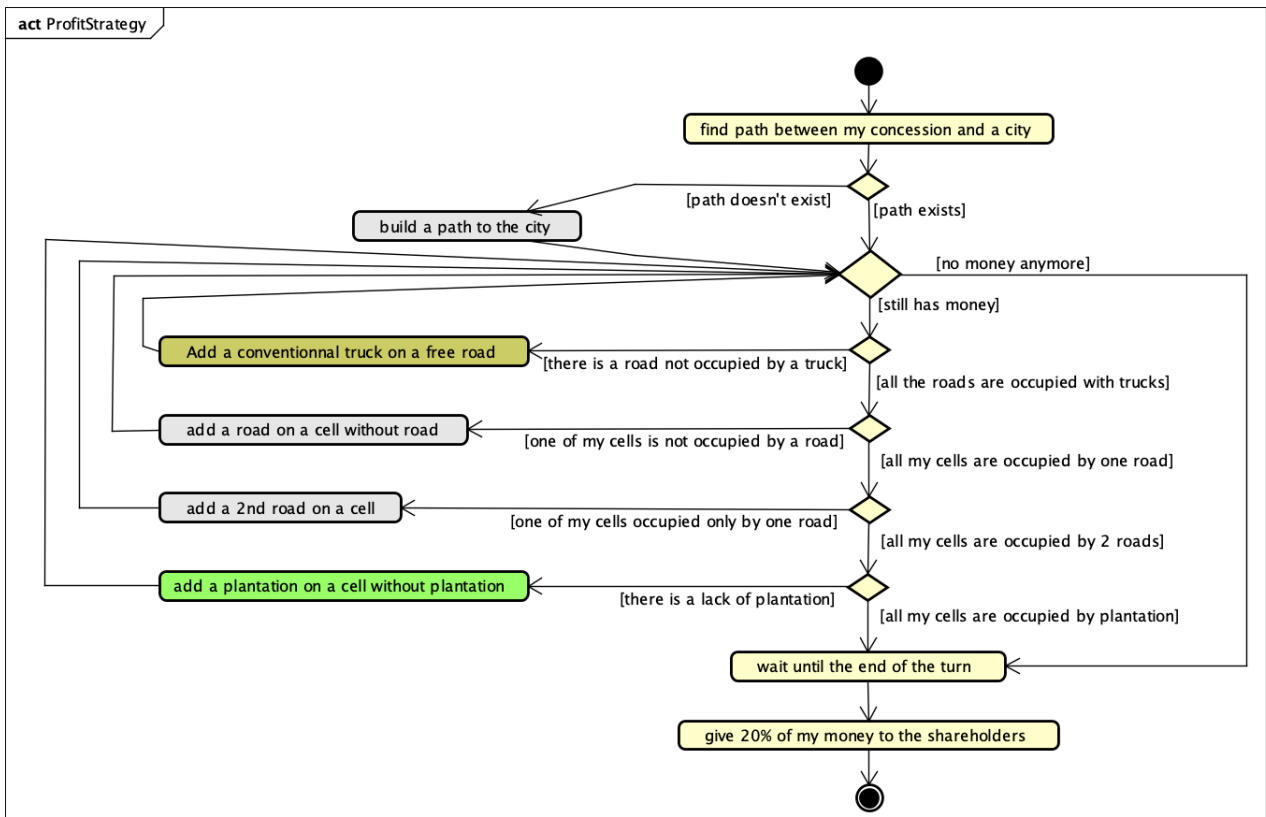 act ProfitStrategy
find path between my concession and a city
[path doesn't exist]
[path exists]
build a path to the city
[no money anymore]
[still has money]
Add a conventionnal truck on a free road
[there is a road not occupied by a truck]
[all the roads are occupied with trucks]
add a road on a cell without road
[one of my cells is not occupied by a road]
[all my cells are occupied by one road]
add a 2nd road on a cell
[one of my cells occupied only by one road]
[all my cells are occupied by 2 roads]
add a plantation on a cell without plantation
[there is a lack of plantation]
[all my cells are occupied by plantation]
wait until the end of the turn
give 20% of my money to the shareholders